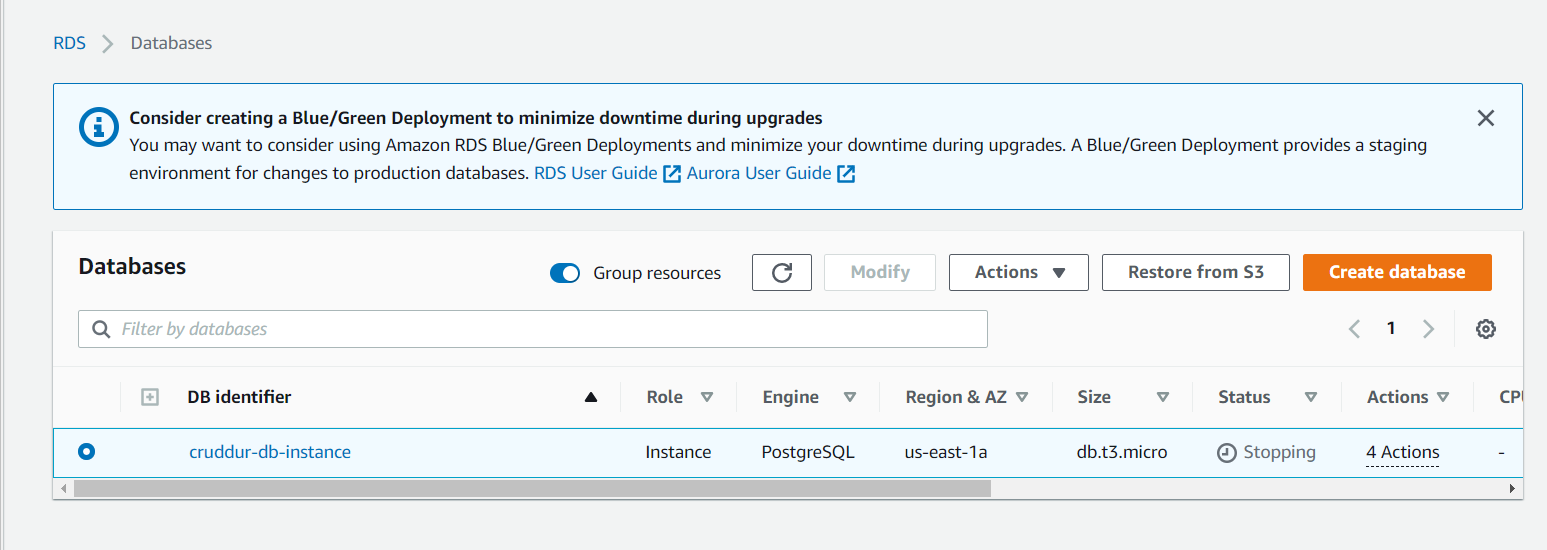 RDS Databases
Consider creating a Blue/Green Deployment to minimize downtime during upgrades
You may want to consider using Amazon RDS Blue/Green Deployments and minimize your downtime during upgrades. A Blue/Green Deployment provides a staging
environment for changes to production databases. RDS User Guide Aurora User Guide
Databases Group resources Modify Actions Restore from S3 Create database
Filter by databases 1
DB identifier Role Engine Region & AZ Size Status Actions CPU
cruddur-db-instance Instance PostgreSQL us-east-1a db.t3.micro Stopping 4 Actions -